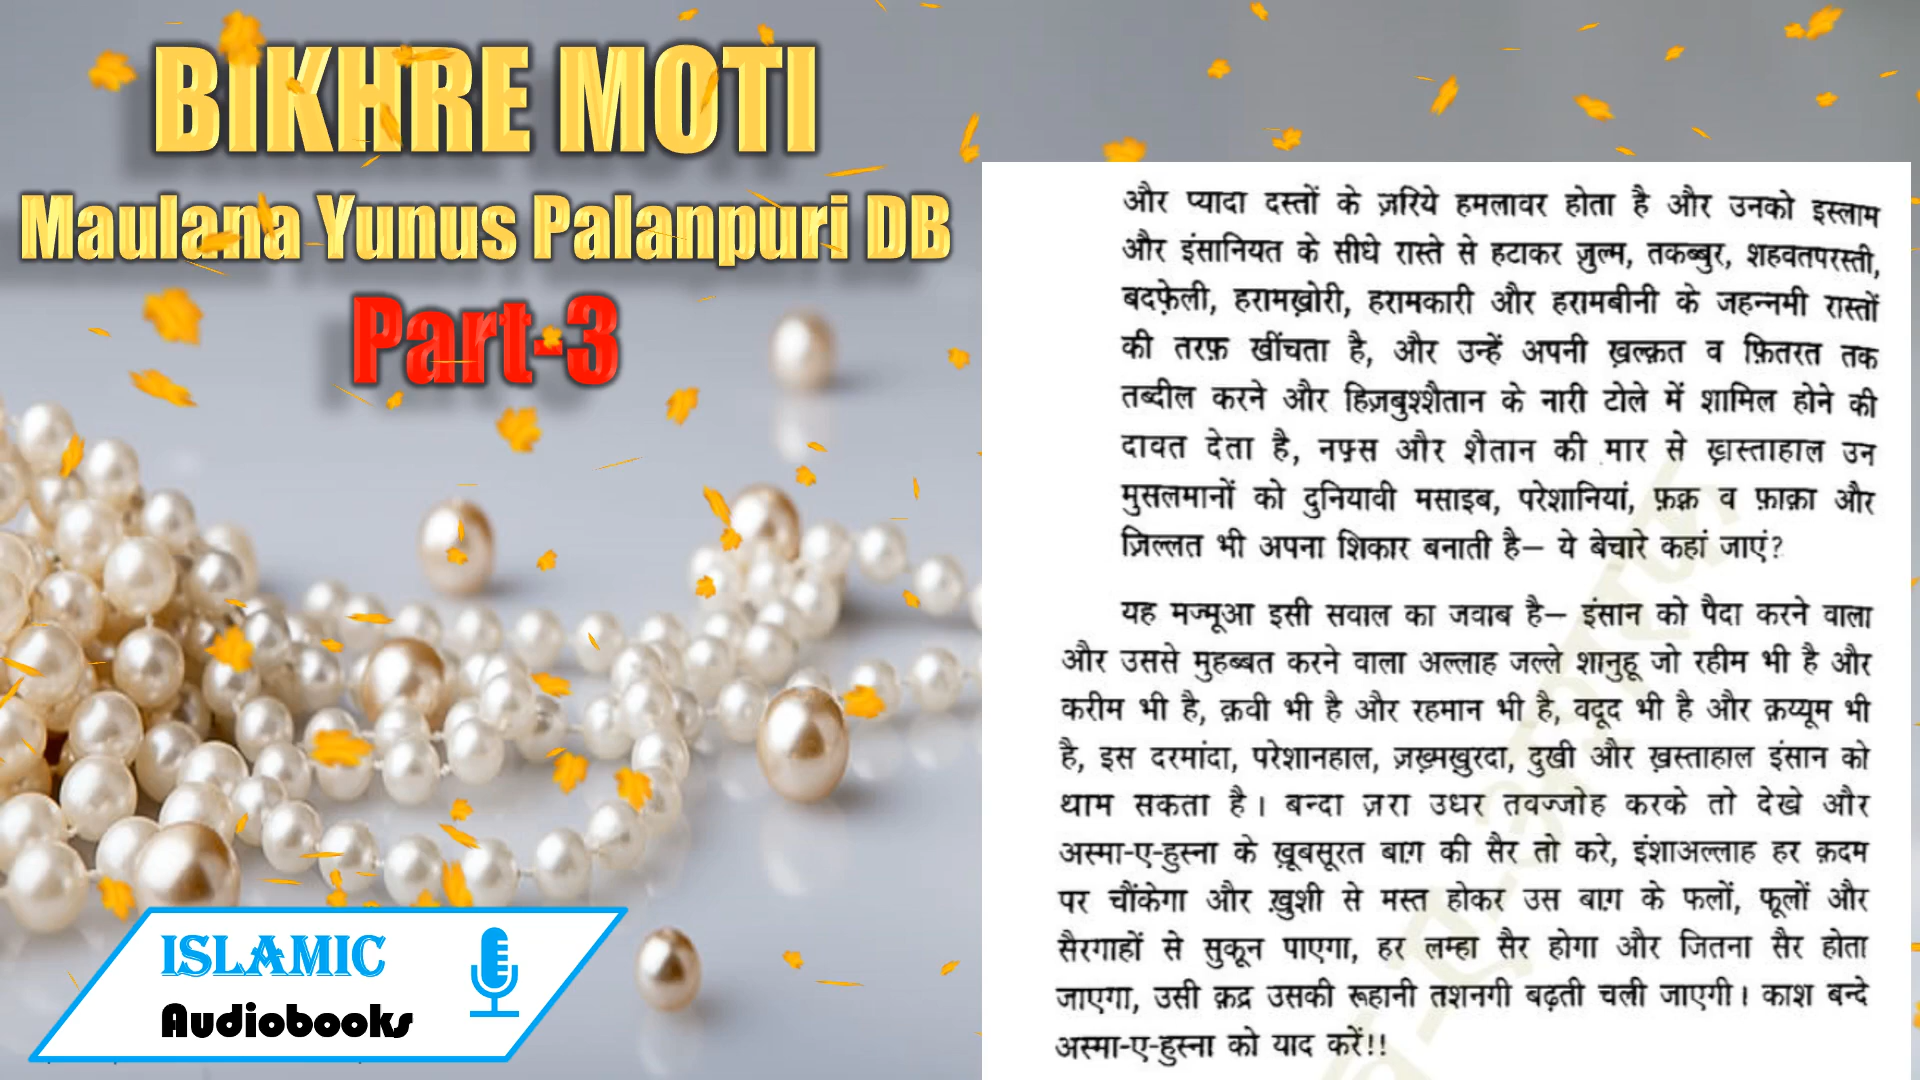 BIKHRE MOTI
Maulana Yunus Palanpuri DB
Part-3
ISLAMIC
Audiobooks
और प्यादा दस्तों के ज़रिये हमलावर होता है और उनको इस्लाम
और इंसानियत के सीधे रास्ते से हटाकर ज़ुल्म, तकब्बुर, शहवतपरस्ती,
बदफ़ेली, हरामख़ोरी, हरामकारी और हरामबीनी के जहन्नमी रास्तों
की तरफ़ खींचता है, और उन्हें अपनी ख़ल्क़त व फ़ितरत तक
तब्दील करने और हिज़बुश्शैतान के नारी टोले में शामिल होने की
दावत देता है, नफ़्स और शैतान की मार से ख़ास्ताहाल उन
मुसलमानों को दुनियावी मसाइब, परेशानियां, फ़क़्र व फ़ाक़ा और
ज़िल्लत भी अपना शिकार बनाती है– ये बेचारे कहां जाएं?
यह मज्मूआ इसी सवाल का जवाब है– इंसान को पैदा करने वाला
और उससे मुहब्बत करने वाला अल्लाह जल्ले शानुहू जो रहीम भी है और
करीम भी है, क़वी भी है और रहमान भी है, वदूद भी है और क़य्यूम भी
है, इस दरमांदा, परेशानहाल, ज़ख़्मख़ुरदा, दुखी और ख़स्ताहाल इंसान को
थाम सकता है। बन्दा ज़रा उधर तवज्जोह करके तो देखे और
अस्मा-ए-हुस्ना के ख़ूबसूरत बाग़ की सैर तो करे, इंशाअल्लाह हर क़दम
पर चौंकेगा और ख़ुशी से मस्त होकर उस बाग़ के फलों, फूलों और
सैरगाहों से सुकून पाएगा, हर लम्हा सैर होगा और जितना सैर होता
जाएगा, उसी क़द्र उसकी रूहानी तशनगी बढ़ती चली जाएगी। काश बन्दे
अस्मा-ए-हुस्ना को याद करें!!